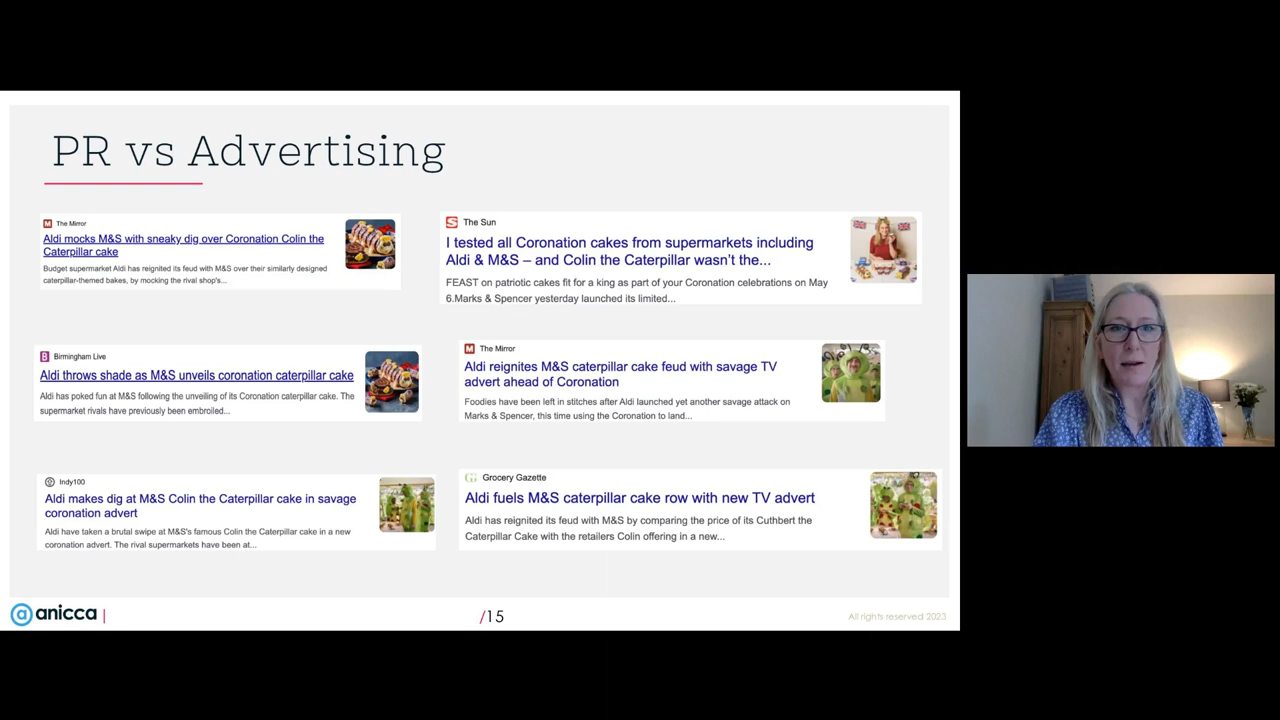 PR vs Advertising
The Mirror
Aldi mocks M&S with sneaky dig over Coronation Colin the
Caterpillar cake
Budget supermarket Aldi has reignited its feud with M&S over their similarly designed
caterpillar-themed bakes, by mocking the rival shop's...
The Sun
I tested all Coronation cakes from supermarkets including
Aldi & M&S – and Colin the Caterpillar wasn't the...
FEAST on patriotic cakes fit for a king as part of your Coronation celebrations on May
6.Marks & Spencer yesterday launched its limited...
Birmingham Live
Aldi throws shade as M&S unveils coronation caterpillar cake
Aldi has poked fun at M&S following the unveiling of its Coronation caterpillar cake. The
supermarket rivals have previously been embroiled...
The Mirror
Aldi reignites M&S caterpillar cake feud with savage TV
advert ahead of Coronation
Foodies have been left in stitches after Aldi launched yet another savage attack on
Marks & Spencer, this time using the Coronation to land...
Indy100
Aldi makes dig at M&S Colin the Caterpillar cake in savage
coronation advert
Aldi have taken a brutal swipe at M&S's famous Colin the Caterpillar cake in a new
coronation advert. The rival supermarkets have been at...
Grocery Gazette
Aldi fuels M&S caterpillar cake row with new TV advert
Aldi has reignited its feud with M&S by comparing the price of its Cuthbert the
Caterpillar Cake with the retailers Colin offering in a new...
@ anicca |
/15
All rights reserved 2023